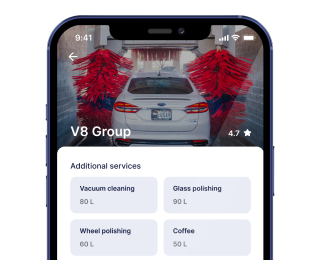 9:41
V8 Group
4.7
Additional services
Vacuum cleaning
80 L
Glass polishing
90 L
Wheel polishing
60 L
Coffee
50 L